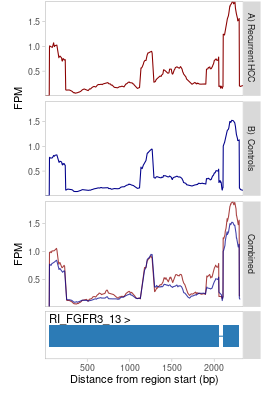 A) Recurrent HCC
1.5
1.0
0.5
FPM
B) Controls
1.5
1.0
0.5
Combined
1.5
1.0
0.5
FPM
RI_FGFR3_13 >
500 1000 1500 2000
Distance from region start (bp)